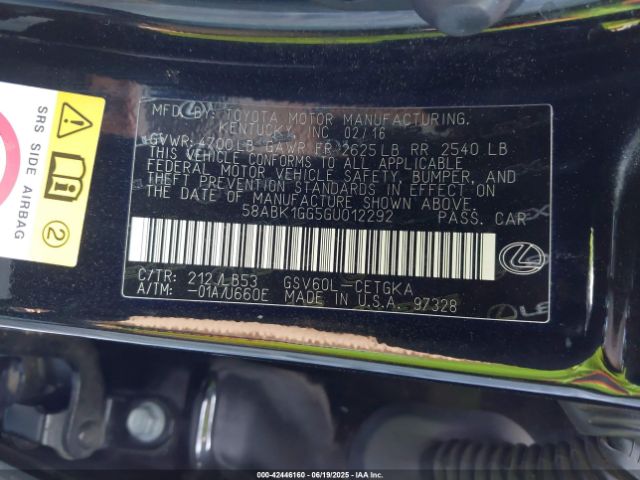 MFD. BY: TOYOTA MOTOR MANUFACTURING,
KENTUCKY, INC 02/16
GVWR: 4700LB GAWR FR 2625LB RR 2540 LB
THIS VEHICLE CONFORMS TO ALL APPLICABLE
FEDERAL MOTOR VEHICLE SAFETY, BUMPER, AND
THEFT PREVENTION STANDARDS IN EFFECT ON THE
DATE OF MANUFACTURE SHOWN ABOVE.
58ABK1GG5GU012292 PASS. CAR
C/TR: 212/LB53 GSV60L-CETGKA
A/TM: -01A/U660E MADE IN U.S.A. 97328
SRS SIDE AIRBAG
2
00-42446160 - 06/19/2025 - IAAI.COM